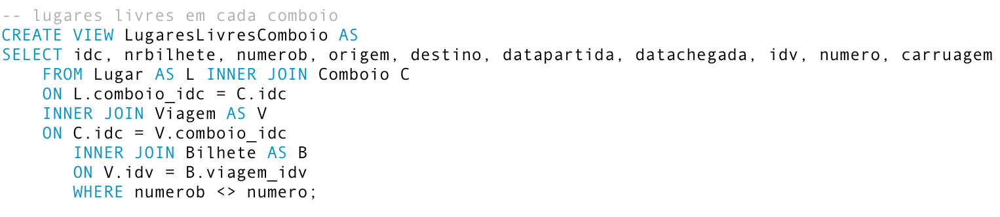 -- lugares livres em cada comboio
CREATE VIEW LugaresLivresComboio AS
SELECT idc, nrbilhete, numerob, origem, destino, datapartida, datachegada, idv, numero, carruagem
FROM Lugar AS L INNER JOIN Comboio C
ON L.comboio_idc = C.idc
INNER JOIN Viagem AS V
ON C.idc = V.comboio_idc
INNER JOIN Bilhete AS B
ON V.idv = B.viagem_idv
WHERE numerob <> numero;